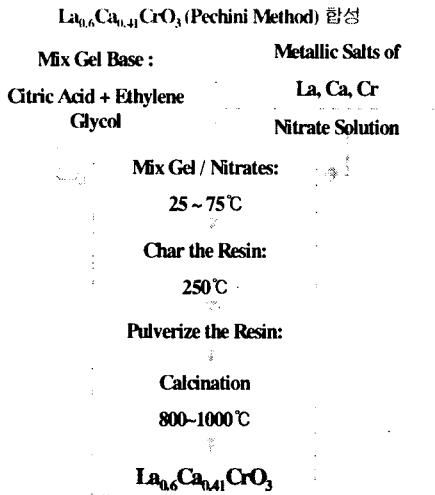 La₀.₆Ca₀.₄₁CrO₃ (Pechini Method) 합성
Mix Gel Base :
Citric Acid + Ethylene
Glycol
Metallic Salts of
La, Ca, Cr
Nitrate Solution
Mix Gel / Nitrates:
25 ~ 75℃
Char the Resin:
250℃
Pulverize the Resin:
Calcination
800~1000℃
La₀.₆Ca₀.₄₁CrO₃